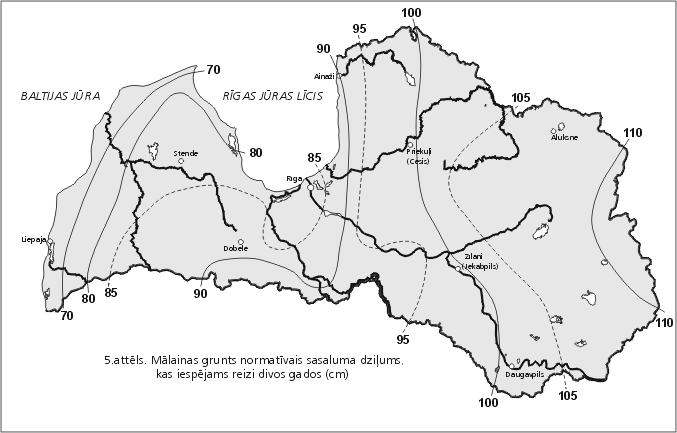 100
95
90
Ainaži
70
BALTIJAS JŪRA
RĪGAS JŪRAS LĪCIS
105
110
Alūksne
Priekuļi
(Cēsis)
80
Stende
85
Rīga
Liepāja
Dobele
Zīlāni
(Jēkabpils)
70
80
85
90
95
110
5.attēls. Mālainas grunts normatīvais sasaluma dziļums,
kas iespējams reizi divos gados (cm)
Daugavpils
100
105